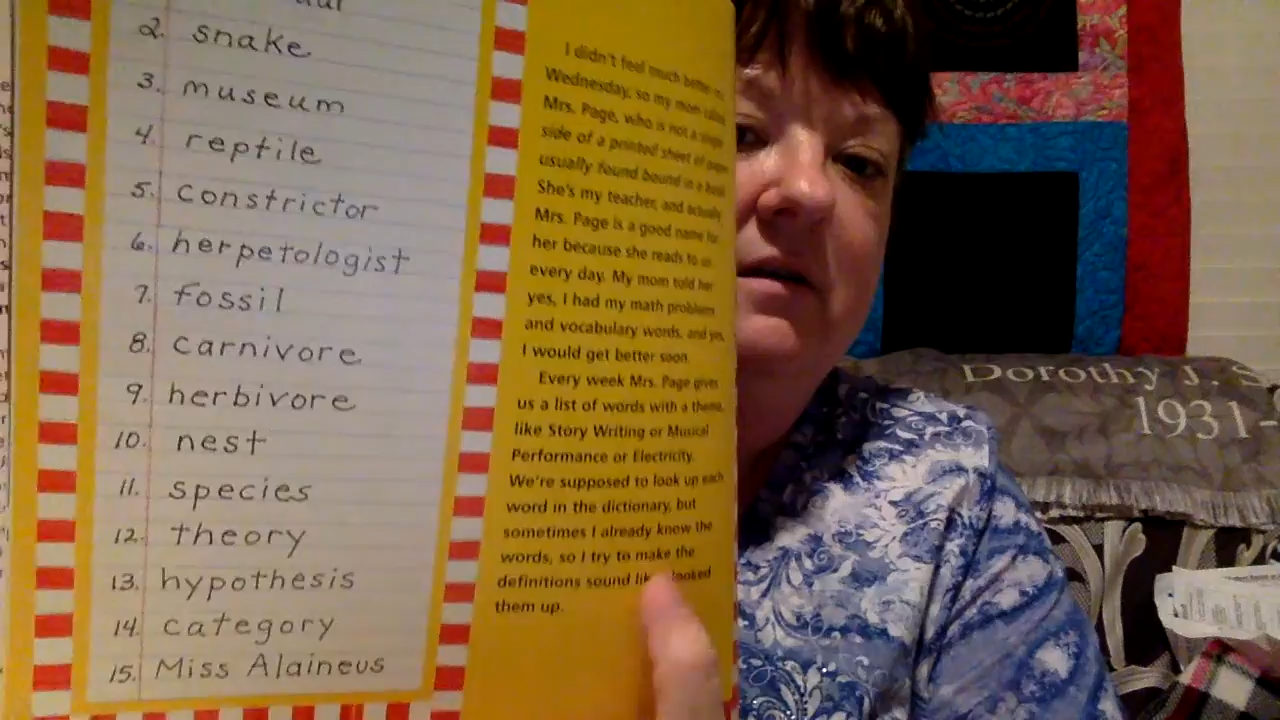 2. snake
3. museum
4. reptile
5. constrictor
6. herpetologist
7. fossil
8. carnivore
9. herbivore
10. nest
11. species
12. theory
13. hypothesis
14. category
15. Miss Alaineus
I didn't feel much better on
Wednesday, so my mom called
Mrs. Page, who is not a single
side of a printed sheet of paper
usually found bound in a book.
She's my teacher, and actually
Mrs. Page is a good name for
her because she reads to us
every day. My mom told her
yes, I had my math problems
and vocabulary words, and yes,
I would get better soon.
Every week Mrs. Page gives
us a list of words with a theme,
like Story Writing or Musical
Performance or Electricity.
We're supposed to look up each
word in the dictionary, but
sometimes I already know the
words, so I try to make the
definitions sound like looked
them up.
Dorothy J. S
1931-